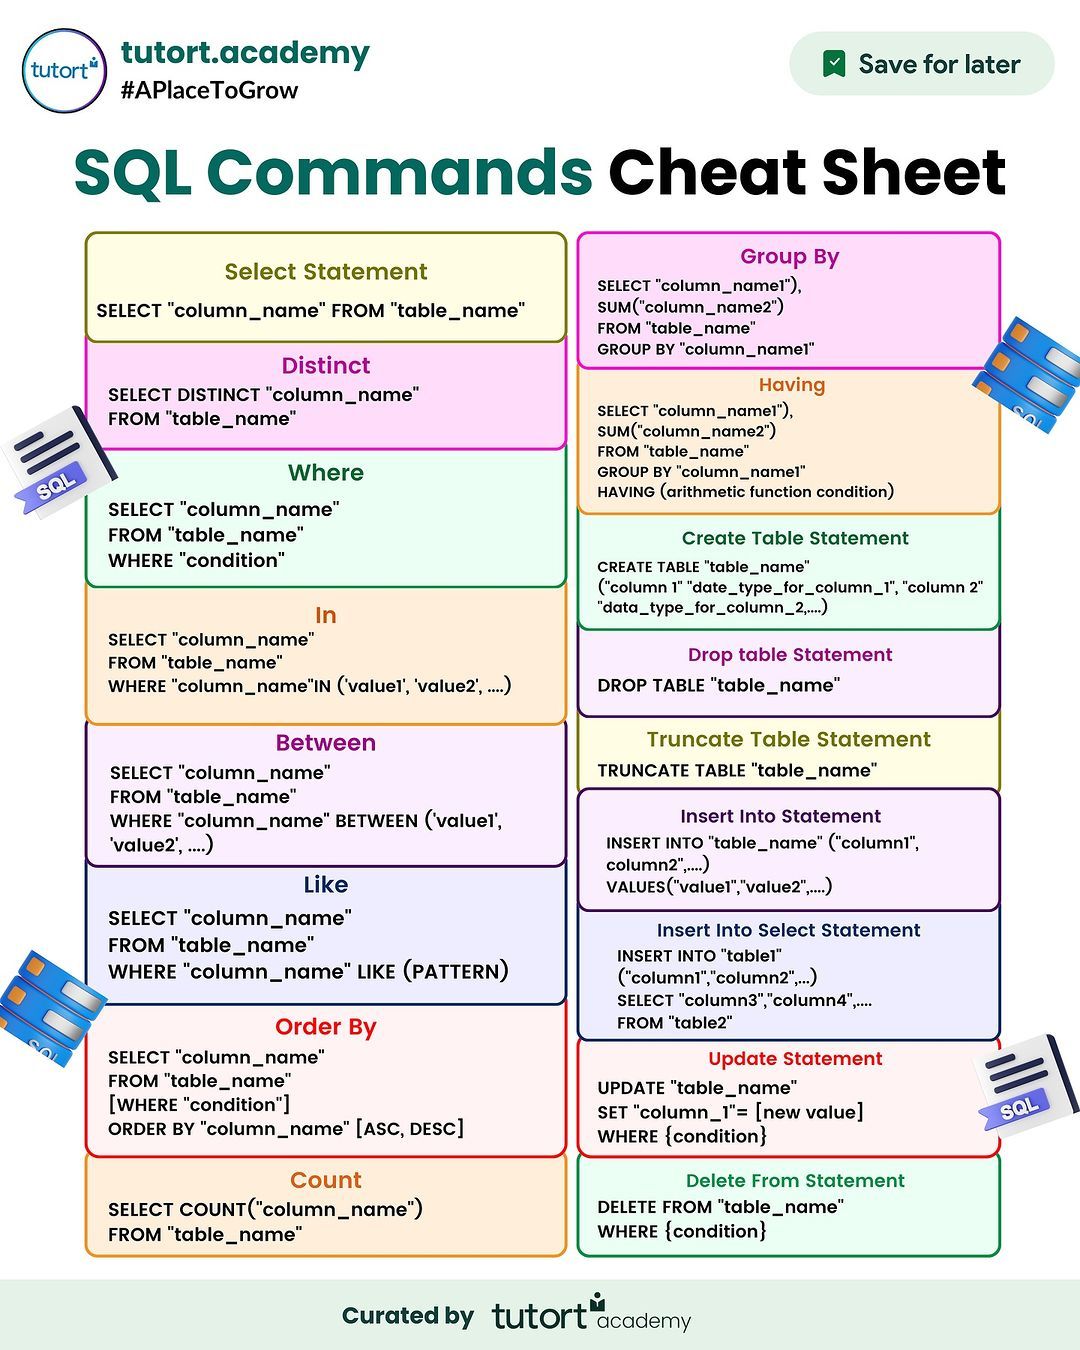 tutort
tutort.academy
#APlaceToGrow
Save for later
SQL Commands Cheat Sheet
Select Statement
SELECT "column_name" FROM "table_name"
Distinct
SELECT DISTINCT "column_name"
FROM "table_name"
SQL
Where
SELECT "column_name"
FROM "table_name"
WHERE "condition"
In
SELECT "column_name"
FROM "table_name"
WHERE "column_name"IN ('value1', 'value2', ....)
Between
SELECT "column_name"
FROM "table_name"
WHERE "column_name" BETWEEN ('value1',
'value2', ....)
Like
SELECT "column_name"
FROM "table_name"
WHERE "column_name" LIKE (PATTERN)
SQL
Order By
SELECT "column_name"
FROM "table_name"
[WHERE "condition"]
ORDER BY "column_name" [ASC, DESC]
Count
SELECT COUNT("column_name")
FROM "table_name"
Group By
SELECT "column_name1"),
SUM("column_name2")
FROM "table_name"
GROUP BY "column_name1"
SQL
Having
SELECT "column_name1"),
SUM("column_name2")
FROM "table_name"
GROUP BY "column_name1"
HAVING (arithmetic function condition)
Create Table Statement
CREATE TABLE "table_name"
("column 1" "date_type_for_column_1", "column 2"
"data_type_for_column_2,....)
Drop table Statement
DROP TABLE "table_name"
Truncate Table Statement
TRUNCATE TABLE "table_name"
Insert Into Statement
INSERT INTO "table_name" ("column1",
column2",....)
VALUES("value1","value2",....)
Insert Into Select Statement
INSERT INTO "table1"
("column1","column2",...)
SELECT "column3","column4",....
FROM "table2"
Update Statement
UPDATE "table_name"
SET "column_1"= [new value]
WHERE {condition}
SQL
Delete From Statement
DELETE FROM "table_name"
WHERE {condition}
Curated by tutort academy